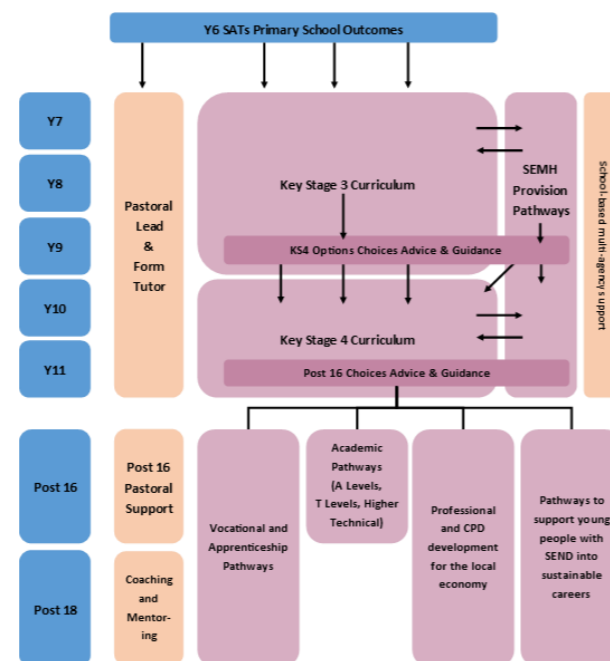 Y6 SATs Primary School Outcomes
Y7
Y8
Y9
Y10
Y11
Pastoral
Lead
&
Form
Tutor
Key Stage 3 Curriculum
KS4 Options Choices Advice & Guidance
Key Stage 4 Curriculum
Post 16 Choices Advice & Guidance
SEMH
Provision
Pathways
School-based multi-agency support
Post 16
Post 18
Post 16
Pastoral
Support
Coaching
and
Mentor-
ing
Vocational and
Apprenticeship
Pathways
Academic
Pathways
(A Levels,
T Levels, Higher
Technical)
Professional
and CPD
development
for the local
economy
Pathways to
support young
people with
SEND into
sustainable
careers